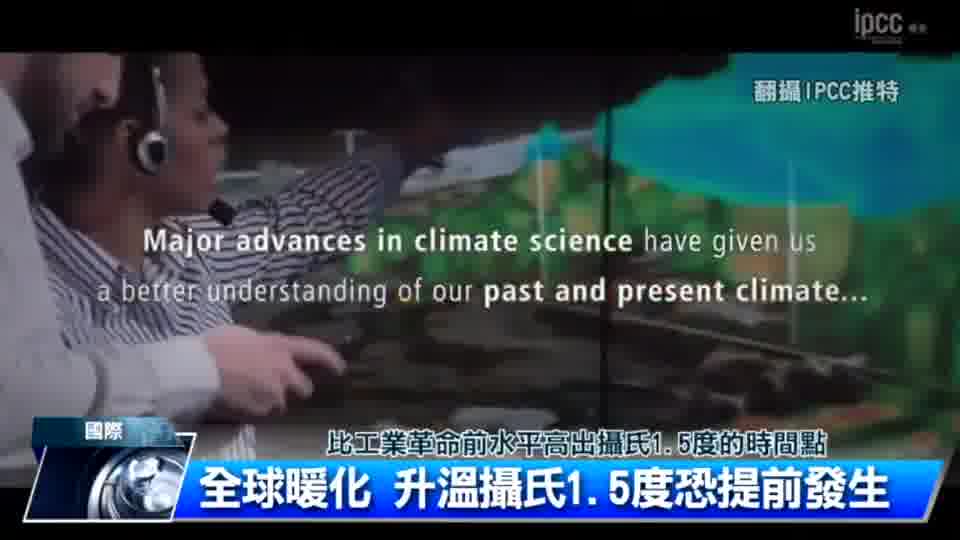 ipcc
翻攝IPCC推特
Major advances in climate science have given us
a better understanding of our past and present climate...
國際
比工業革命前水平高出攝氏1.5度的時間點
全球暖化 升溫攝氏1.5度恐提前發生